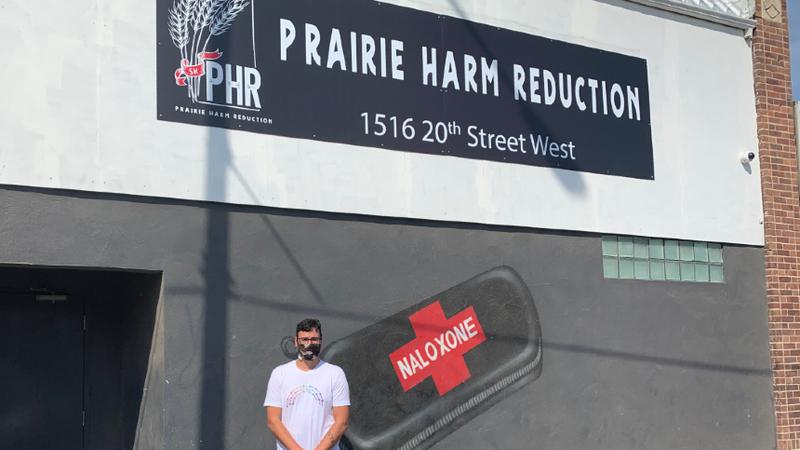 SK
PHR
PRAIRIE HARM REDUCTION
PRAIRIE HARM REDUCTION
1516 20th Street West
NALOXONE